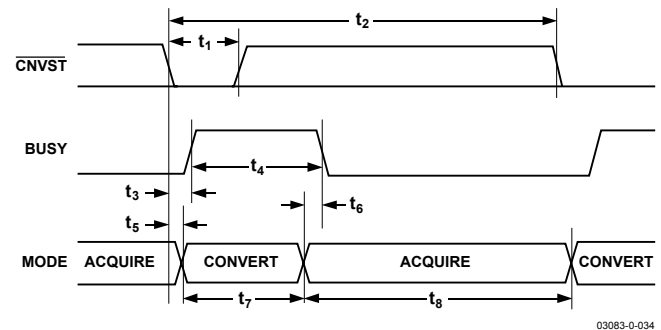 t2
t1
CNVST
BUSY
t4
t3
t6
t5
MODE ACQUIRE CONVERT ACQUIRE CONVERT
t7 t8
03083-0-034